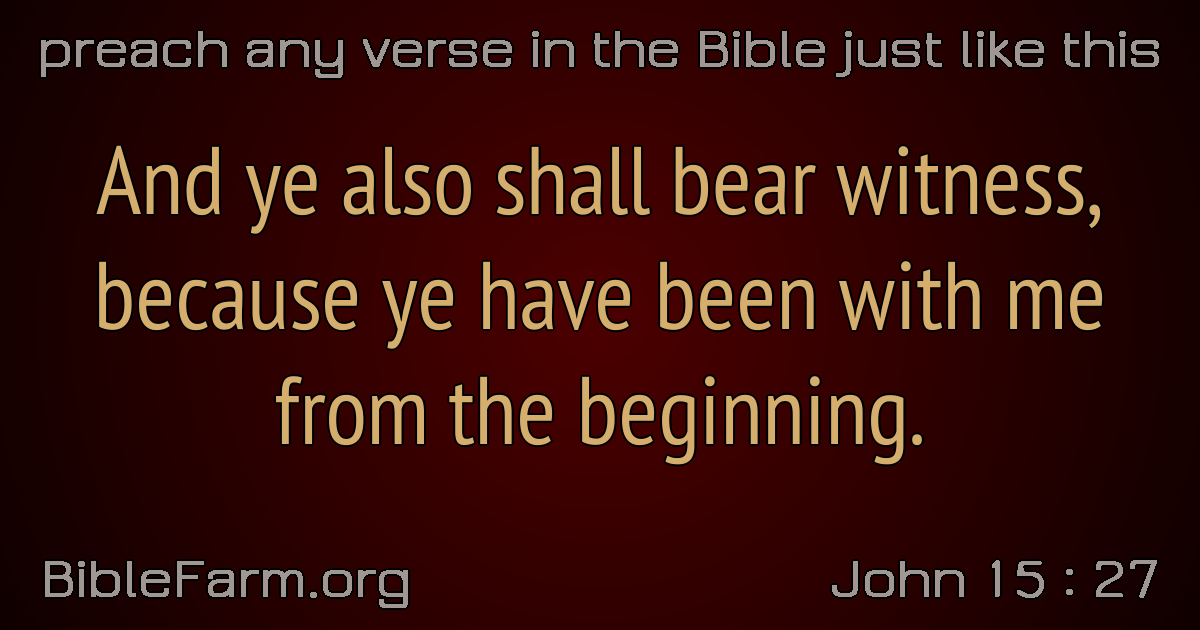 preach any verse in the Bible just like this
And ye also shall bear witness,
because ye have been with me
from the beginning.
BibleFarm.org
John 15 : 27